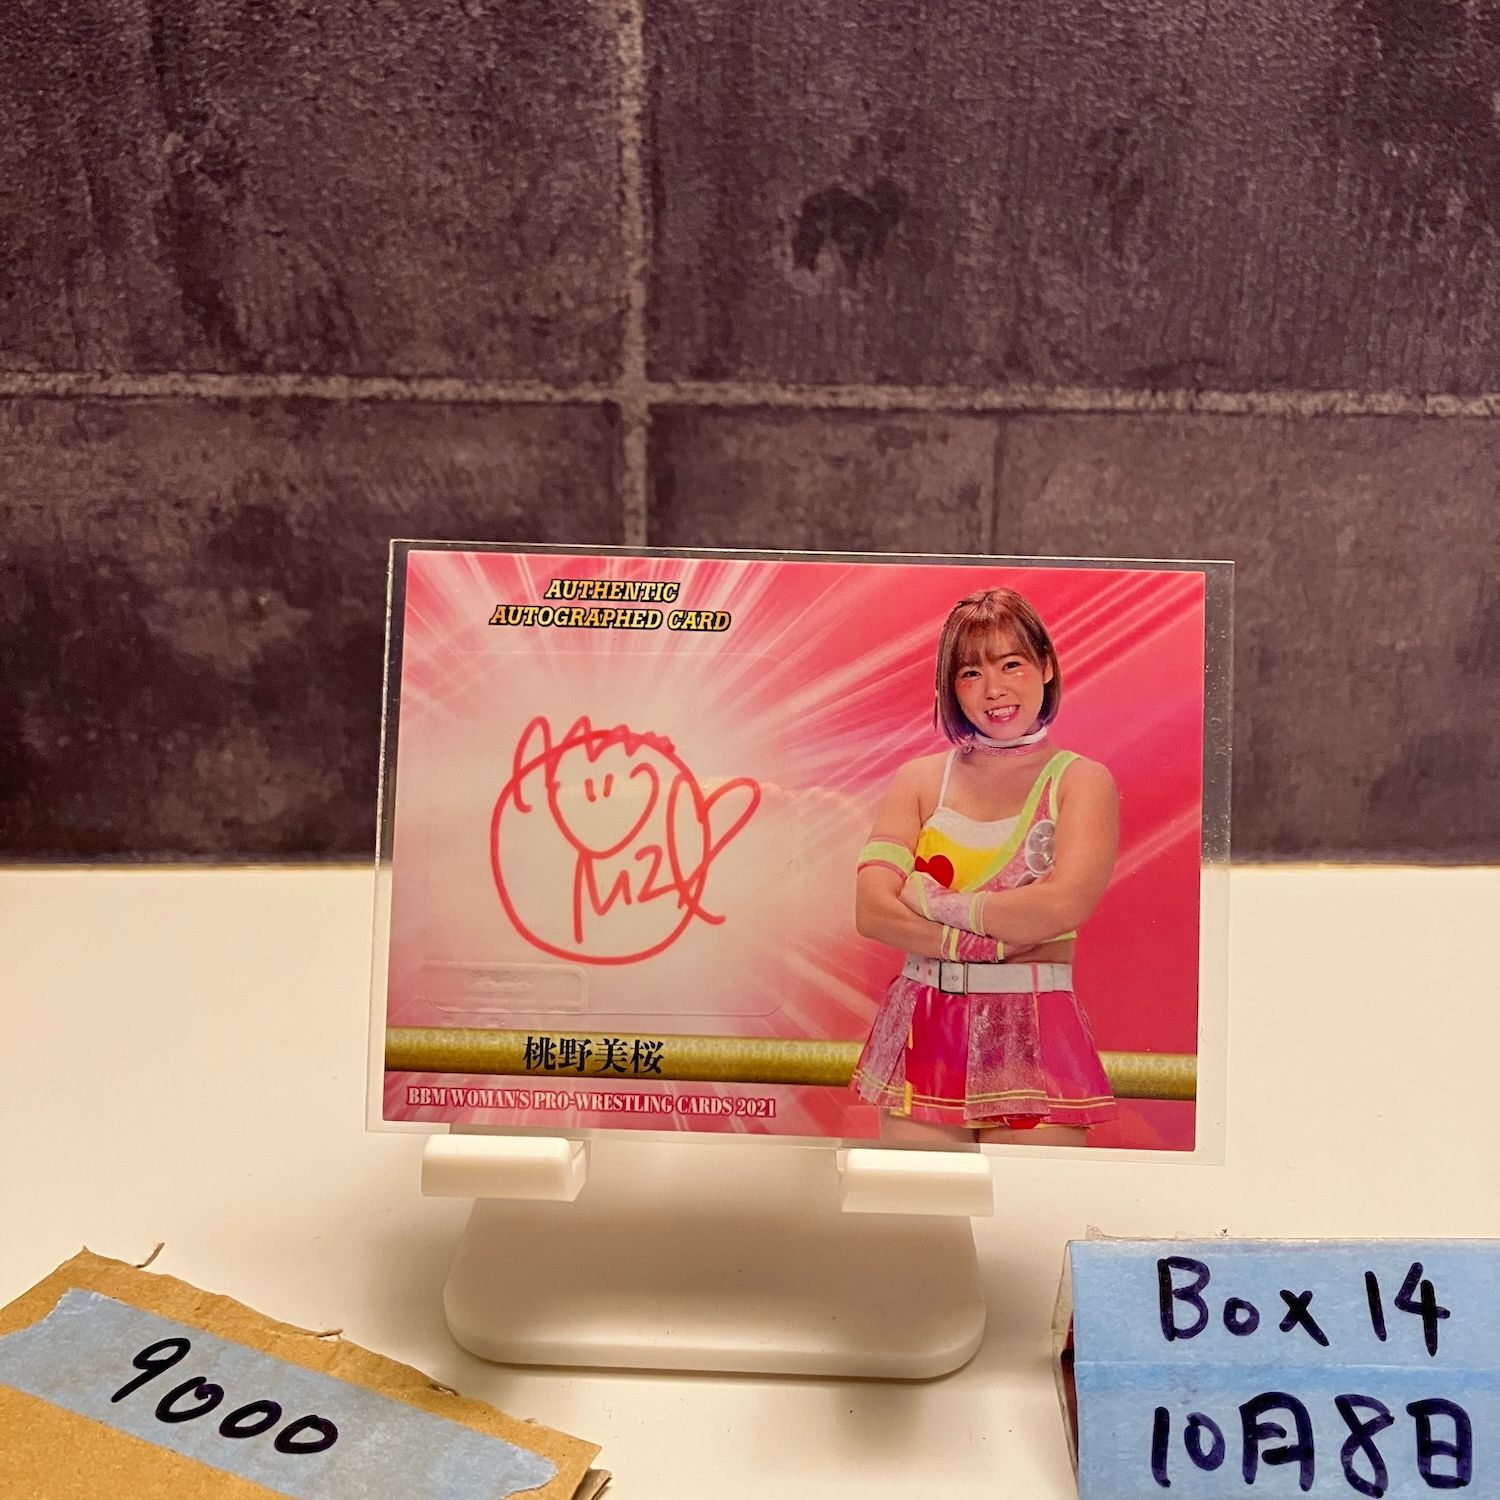 AUTHENTIC
AUTOGRAPHED CARD
桃野美桜
BBM WOMAN'S PRO-WRESTLING CARDS 2021
9000
Box 14
10月8日